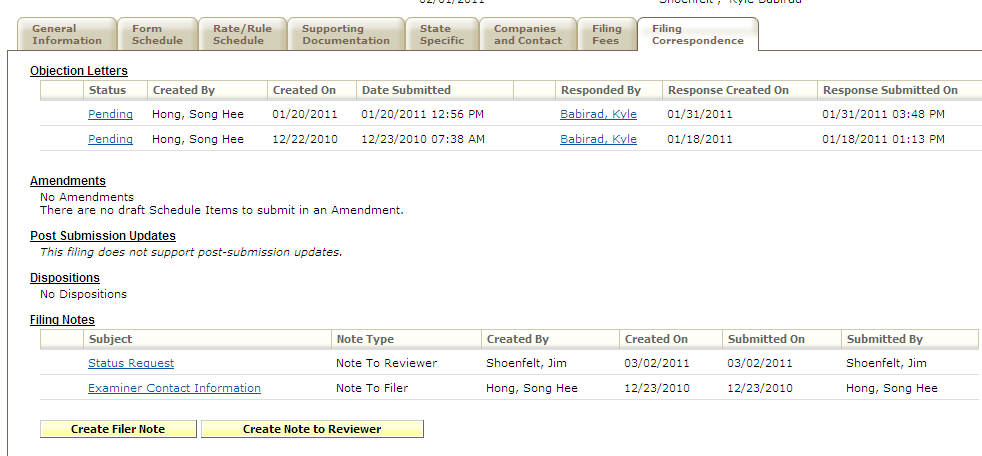 02/01/2011 Shoenfelt, Kyle Babirad
General Information Form Schedule Rate/Rule Schedule Supporting Documentation State Specific Companies and Contact Filing Fees Filing Correspondence
Objection Letters
Status Created By Created On Date Submitted Responded By Response Created On Response Submitted On
Pending Hong, Song Hee 01/20/2011 01/20/2011 12:56 PM Babirad, Kyle 01/31/2011 01/31/2011 03:48 PM
Pending Hong, Song Hee 12/22/2010 12/23/2010 07:38 AM Babirad, Kyle 01/18/2011 01/18/2011 01:13 PM
Amendments
No Amendments
There are no draft Schedule Items to submit in an Amendment.
Post Submission Updates
This filing does not support post-submission updates.
Dispositions
No Dispositions
Filing Notes
Subject Note Type Created By Created On Submitted On Submitted By
Status Request Note To Reviewer Shoenfelt, Jim 03/02/2011 03/02/2011 Shoenfelt, Jim
Examiner Contact Information Note To Filer Hong, Song Hee 12/23/2010 12/23/2010 Hong, Song Hee
Create Filer Note Create Note to Reviewer